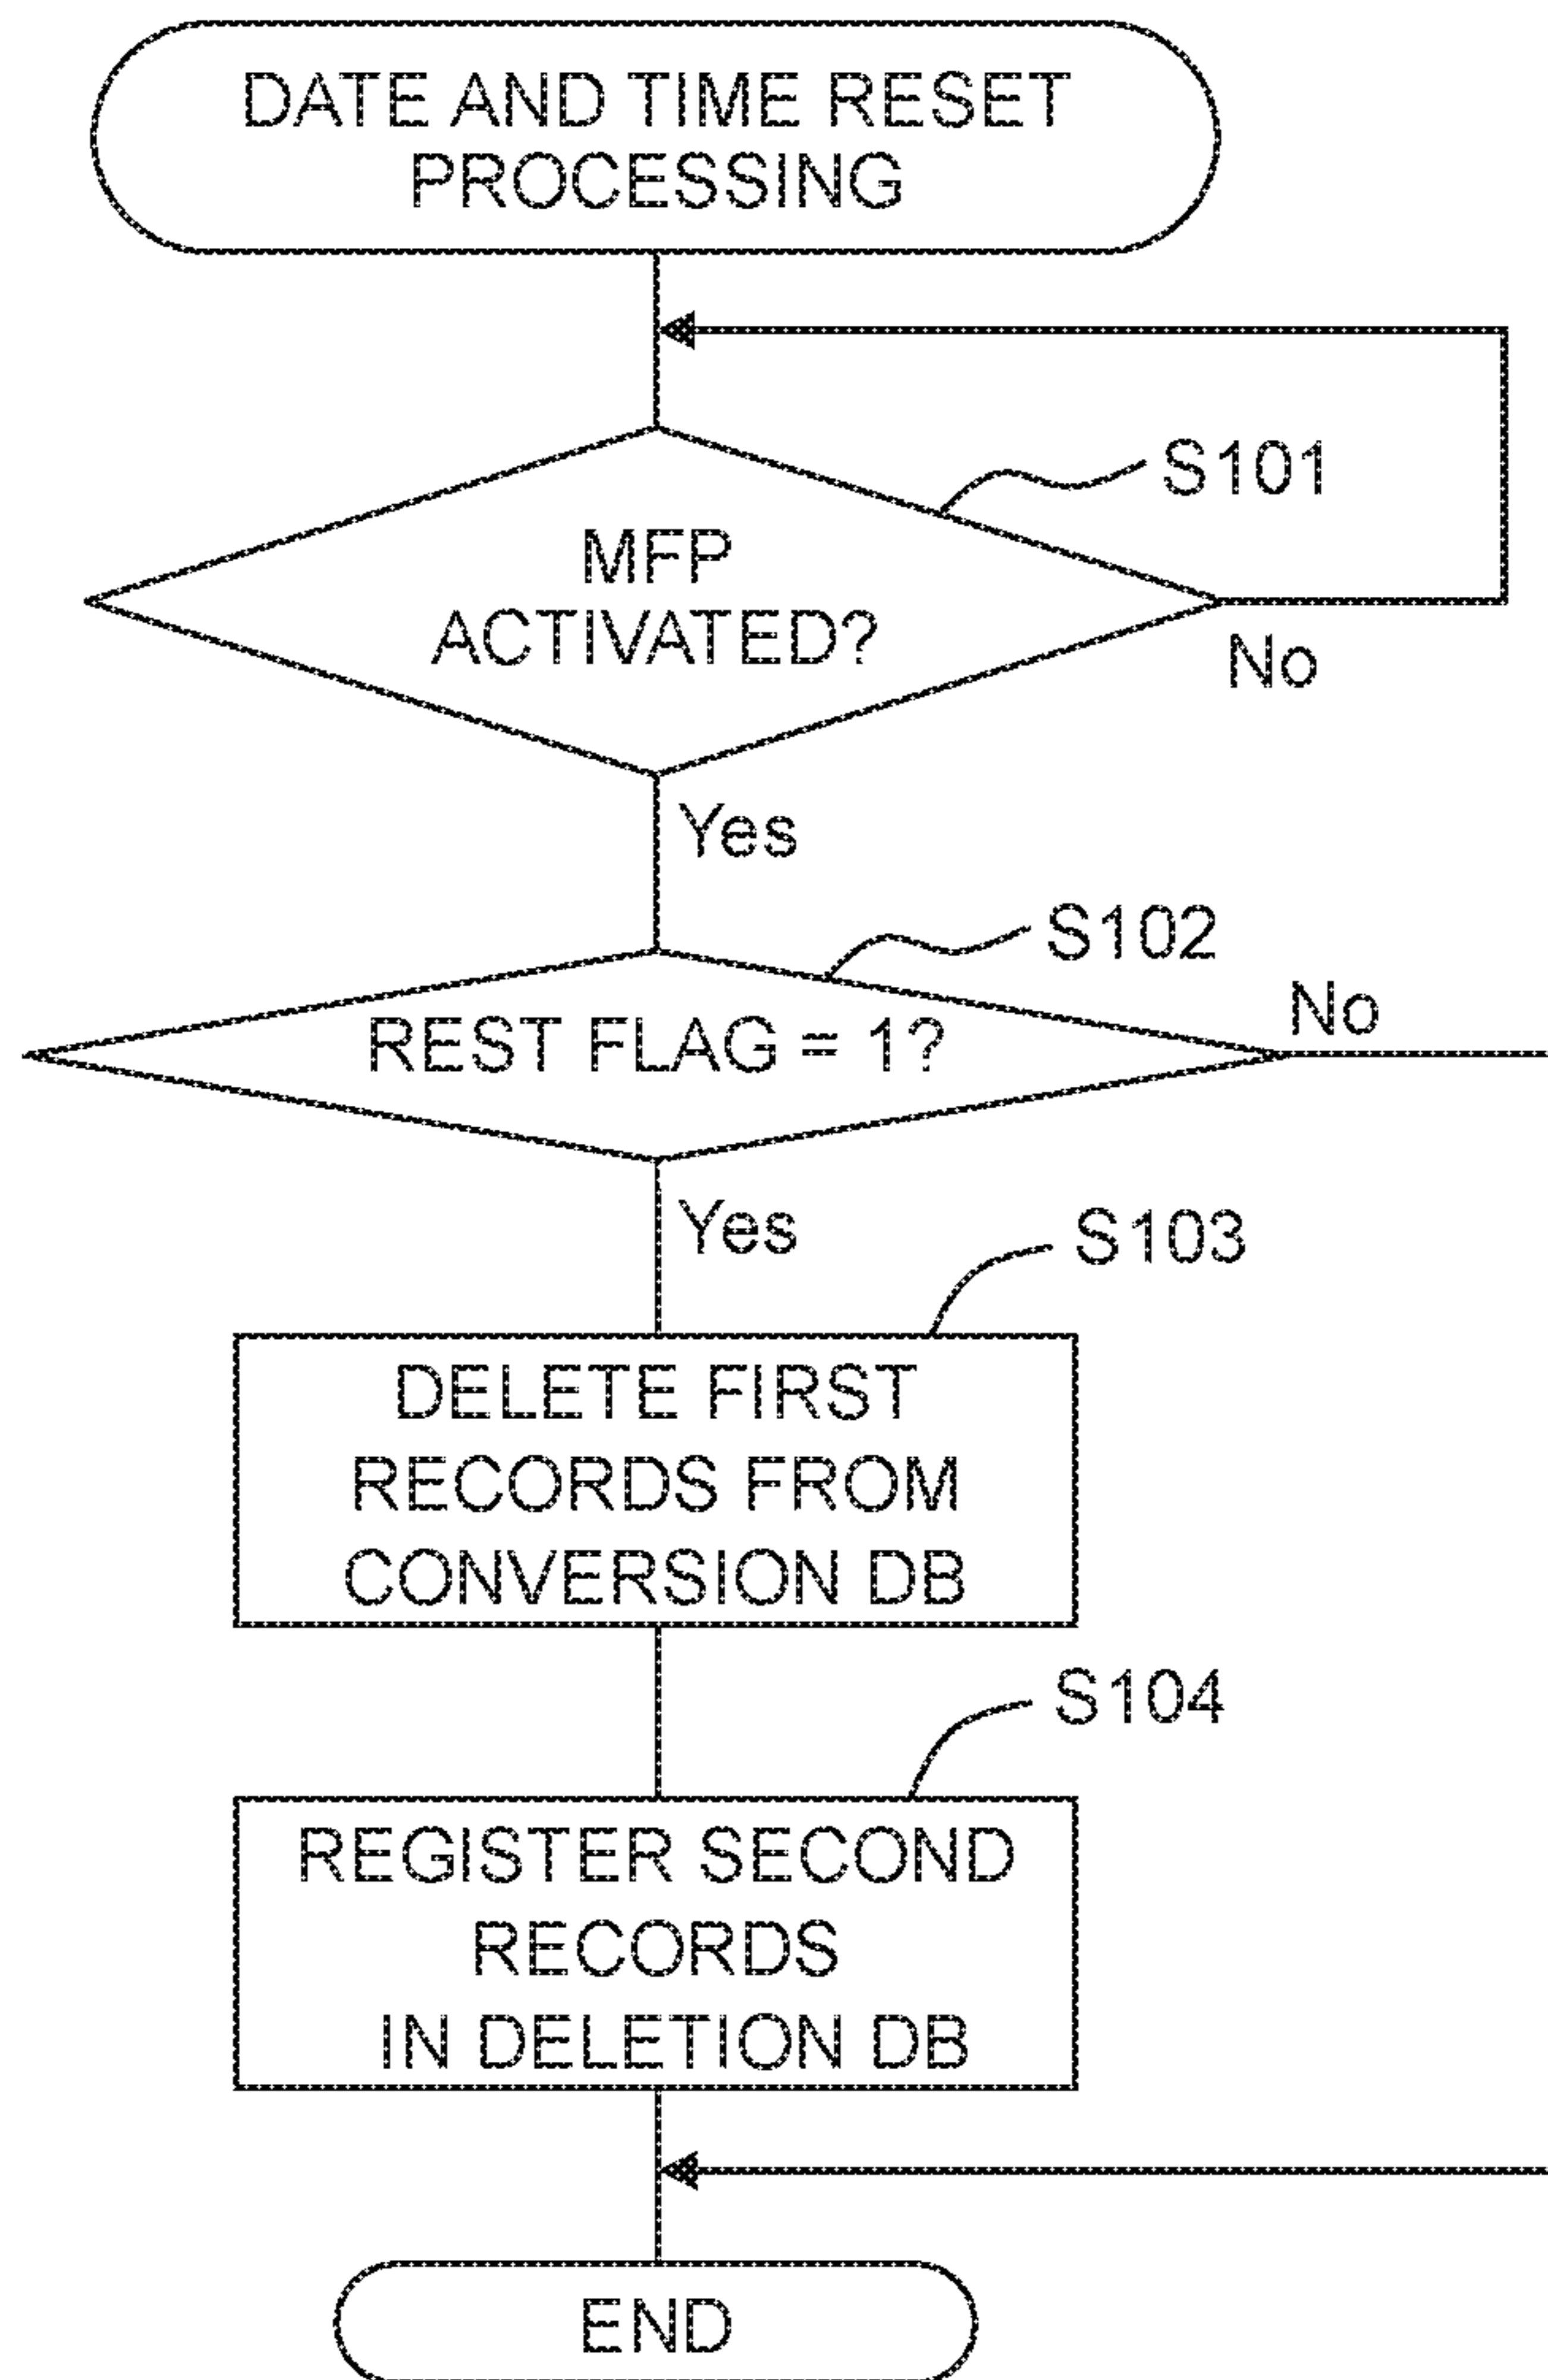 DATE AND TIME RESET
PROCESSING
S101
MFP
ACTIVATED?
No
Yes
S102
No
REST FLAG = 1?
Yes
S103
DELETE FIRST
RECORDS FROM
CONVERSION DB
S104
REGISTER SECOND
RECORDS
IN DELETION DB
END